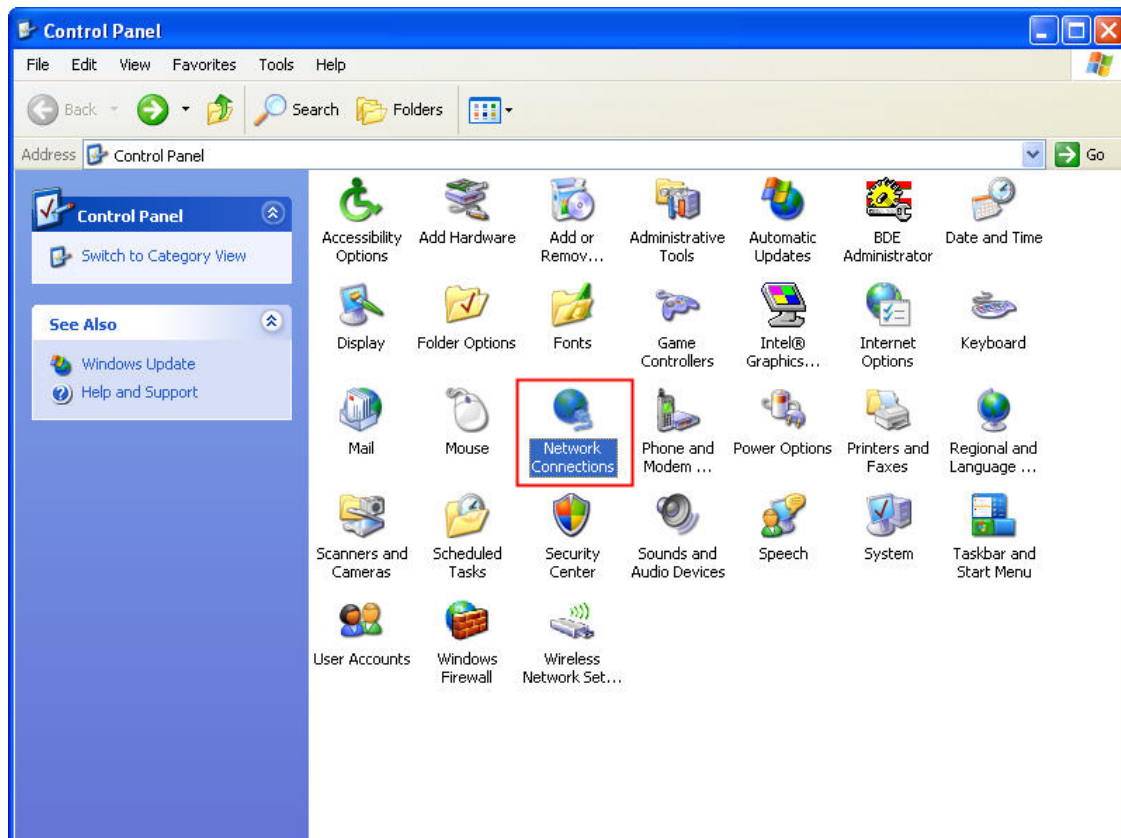 Control Panel
File Edit View Favorites Tools Help
Back Search Folders
Address Control Panel Go
Control Panel
Switch to Category View
See Also
Windows Update
Help and Support
Accessibility Options
Add Hardware
Add or Remov...
Administrative Tools
Automatic Updates
BDE Administrator
Date and Time
Display
Folder Options
Fonts
Game Controllers
Intel® Graphics...
Internet Options
Keyboard
Mail
Mouse
Network Connections
Phone and Modem ...
Power Options
Printers and Faxes
Regional and Language ...
Scanners and Cameras
Scheduled Tasks
Security Center
Sounds and Audio Devices
Speech
System
Taskbar and Start Menu
User Accounts
Windows Firewall
Wireless Network Set...